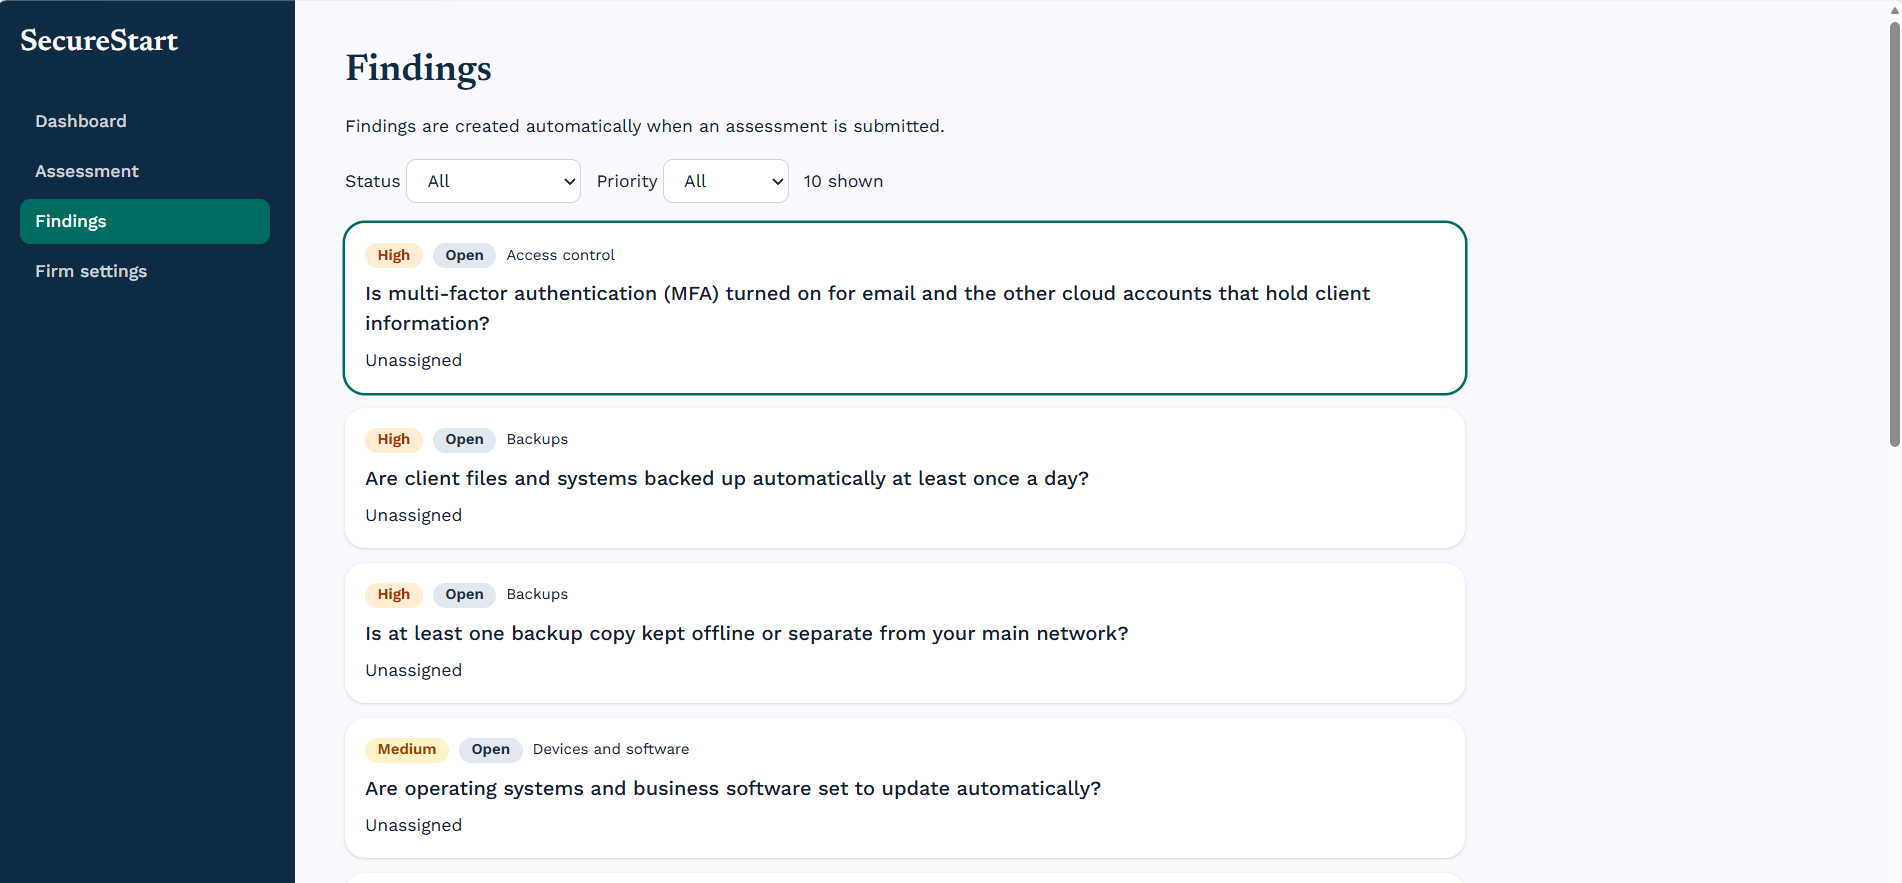 SecureStart
Dashboard
Assessment
Findings
Firm settings
Findings
Findings are created automatically when an assessment is submitted.
Status All Priority All 10 shown
High Open Access control
Is multi-factor authentication (MFA) turned on for email and the other cloud accounts that hold client
information?
Unassigned
High Open Backups
Are client files and systems backed up automatically at least once a day?
Unassigned
High Open Backups
Is at least one backup copy kept offline or separate from your main network?
Unassigned
Medium Open Devices and software
Are operating systems and business software set to update automatically?
Unassigned